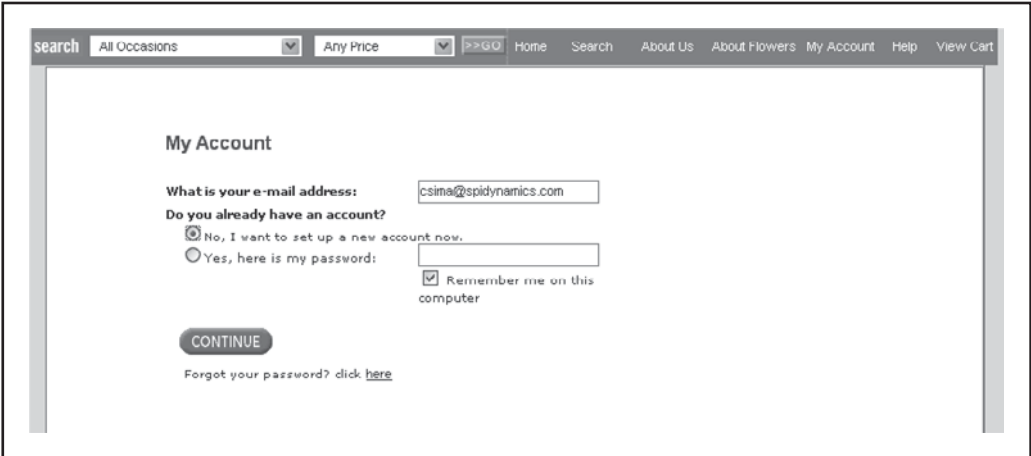 search All Occasions Any Price >>GO Home Search About Us About Flowers My Account Help View Cart
My Account
What is your e-mail address: csima@spidynamics.com
Do you already have an account?
No, I want to set up a new account now.
Yes, here is my password:
Remember me on this
computer
CONTINUE
Forgot your password? click here